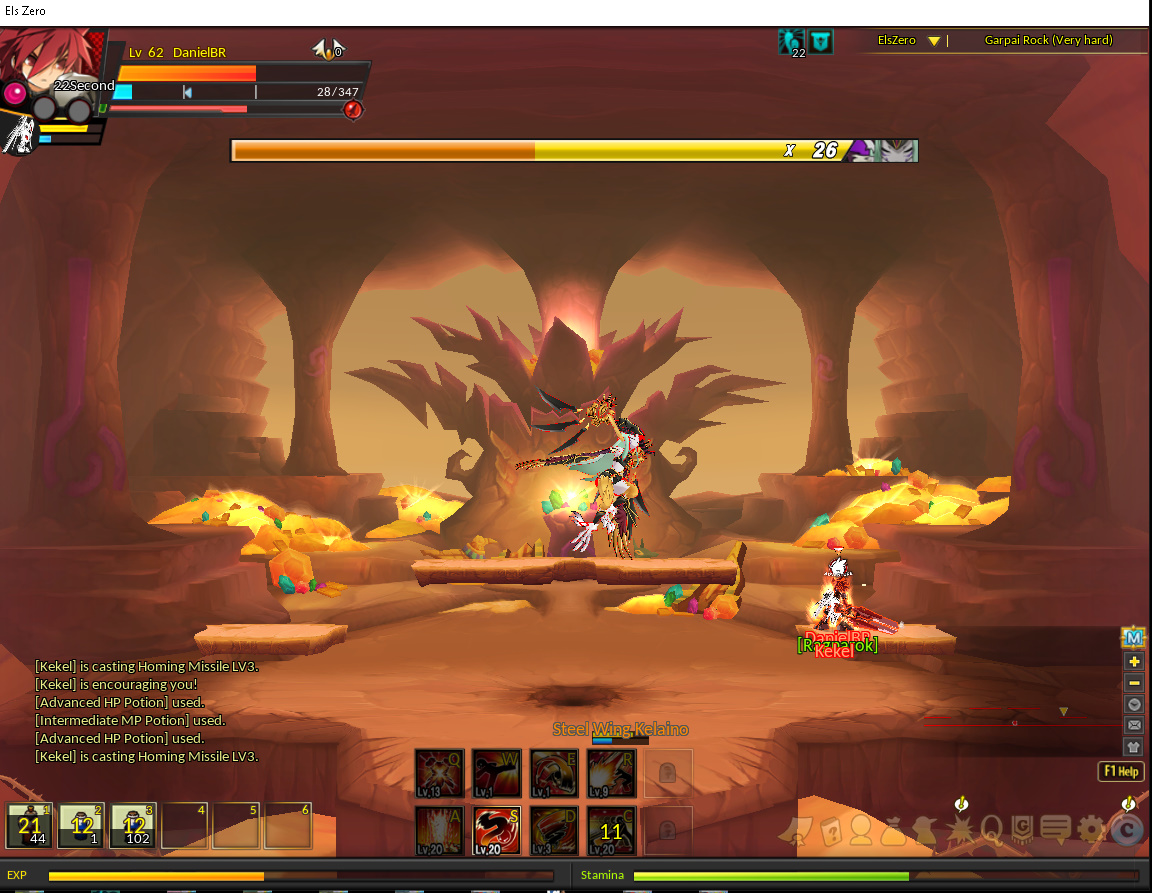 Els Zero
Lv 62 DanielBR
0
22Second
28/347
22
ElsZero
Garpai Rock (Very hard)
x 26
DanielBR
[Ragnarok]
Kekel
[Kekel] is casting Homing Missile LV3.
[Kekel] is encouraging you!
[Advanced HP Potion] used.
[Intermediate MP Potion] used.
[Advanced HP Potion] used.
[Kekel] is casting Homing Missile LV3.
Steel Wing Kelaino
M
Q W E R
Lv.13 Lv.1 Lv.1 Lv.9
F1 Help
1 2 3 4 5 6
21 12 12
44 1 102
A S D C
11
Lv.20 Lv.20 Lv.3 Lv.20
EXP
Stamina